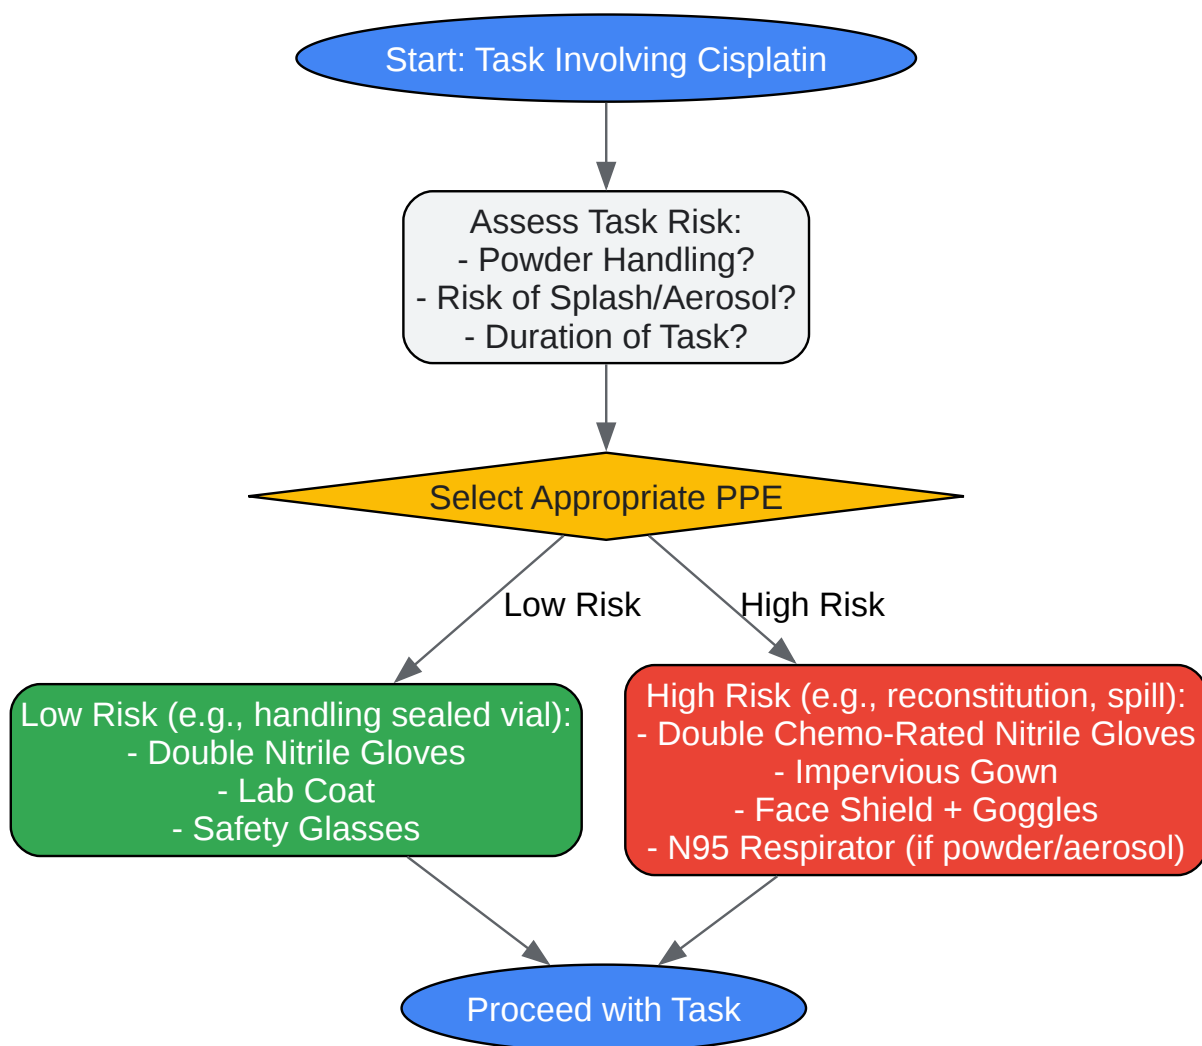 Start: Task Involving Cisplatin
Assess Task Risk:
- Powder Handling?
- Risk of Splash/Aerosol?
- Duration of Task?
Select Appropriate PPE
Low Risk
High Risk
Low Risk (e.g., handling sealed vial):
- Double Nitrile Gloves
- Lab Coat
- Safety Glasses
High Risk (e.g., reconstitution, spill):
- Double Chemo-Rated Nitrile Gloves
- Impervious Gown
- Face Shield + Goggles
- N95 Respirator (if powder/aerosol)
Proceed with Task